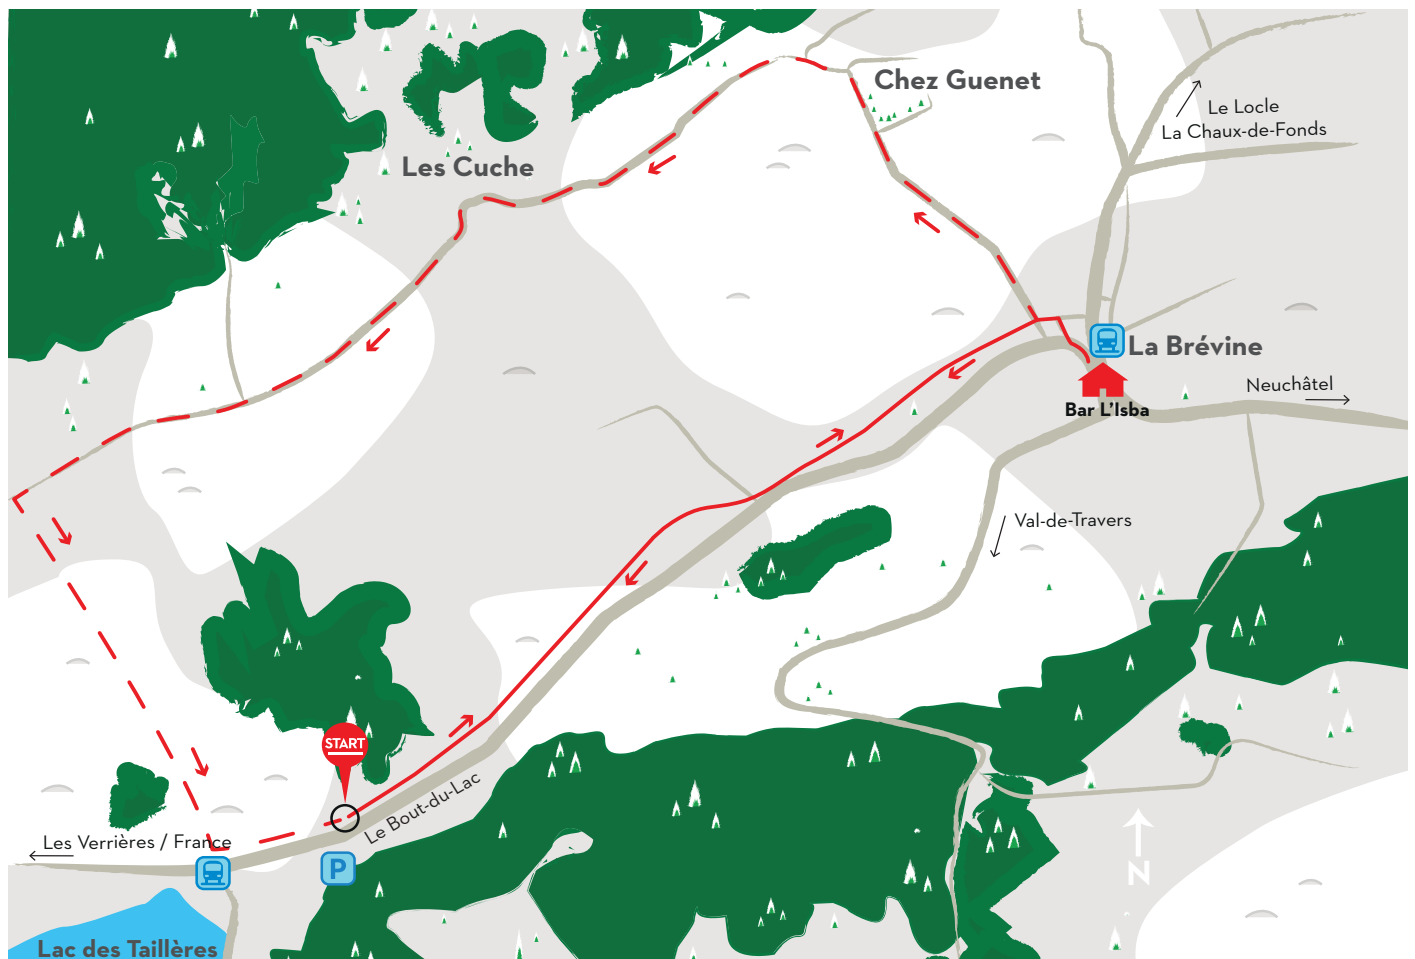 Chez Guenet
Le Locle
La Chaux-de-Fonds
Les Cuche
La Brévine
Neuchâtel
Bar L'Isba
Val-de-Travers
START
Le Bout-du-Lac
Les Verrières / France
P
N
Lac des Taillères